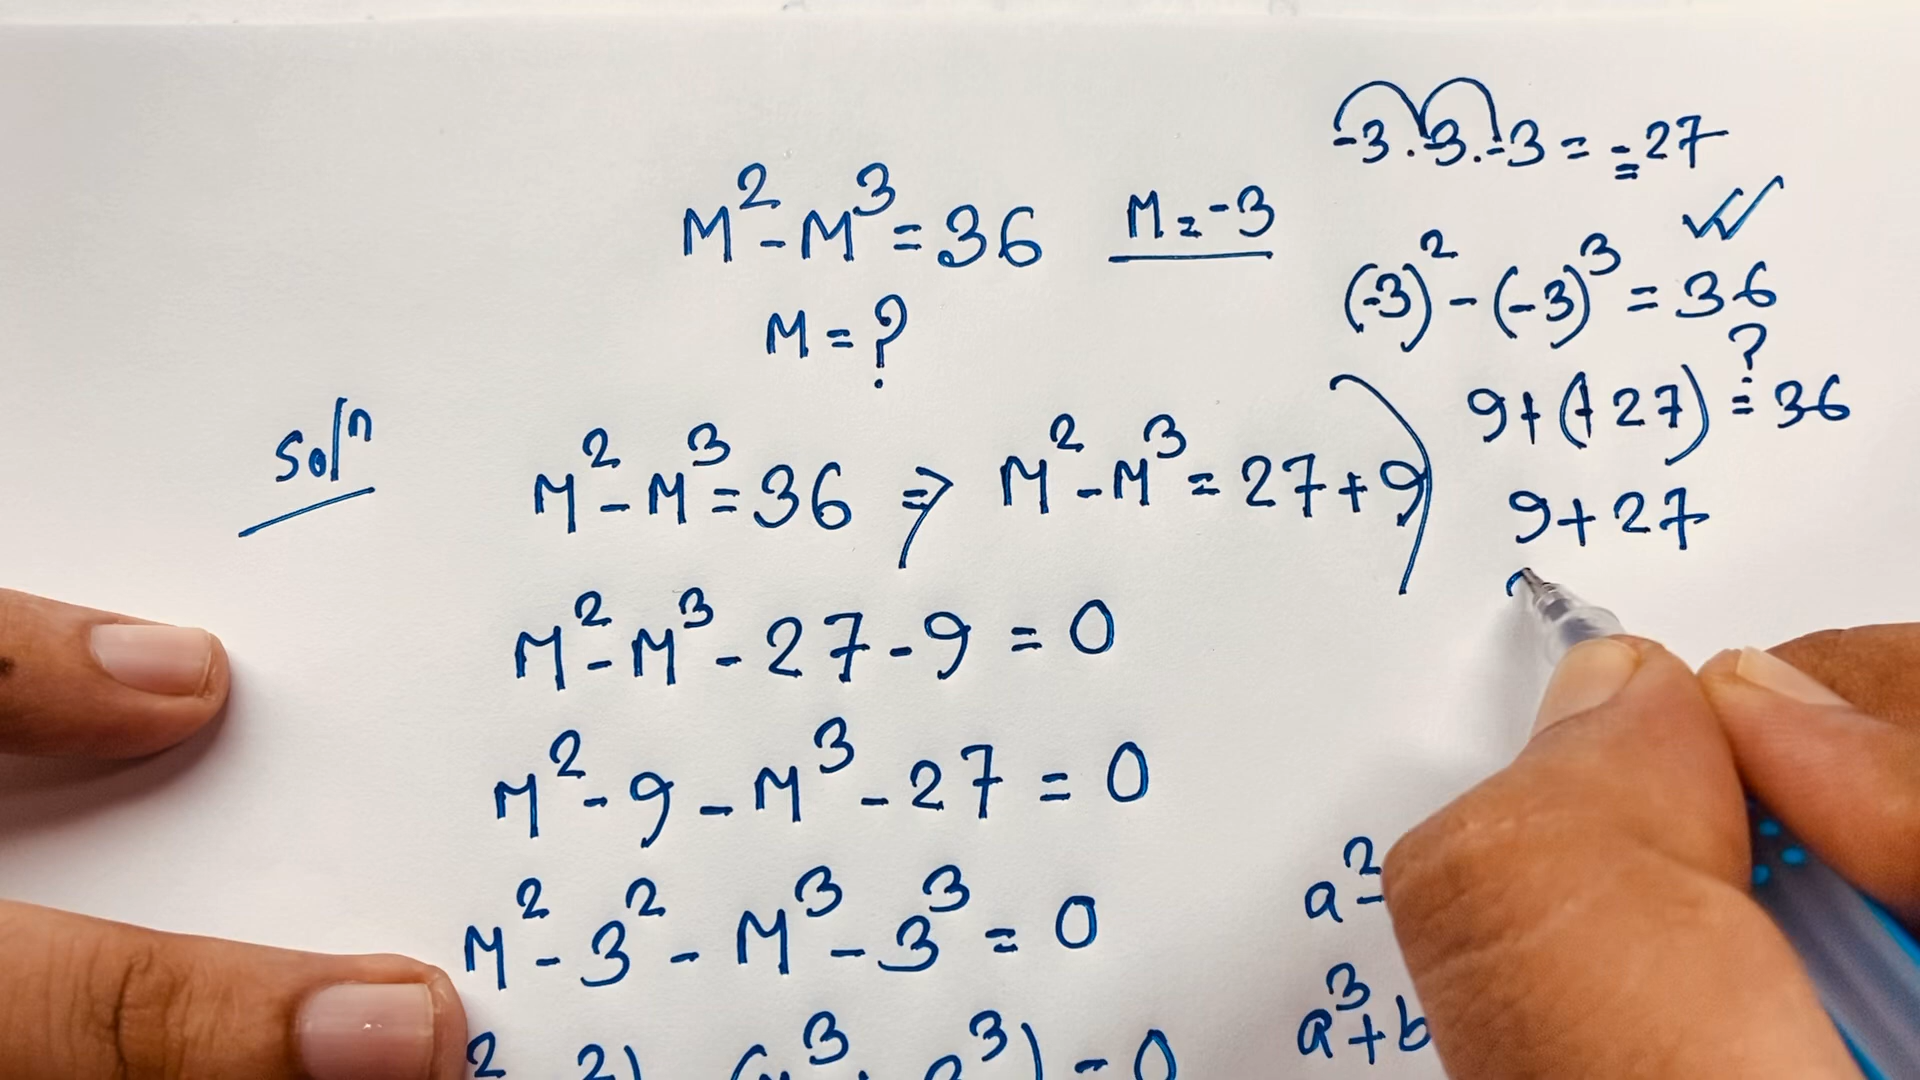 M² - M³ = 36
M = ?
M = -3
-3 . -3 . -3 = -27
(-3)² - (-3)³ = 36
9 + (+27) ≟ 36
9 + 27
Solⁿ
M² - M³ = 36 ⇒ M² - M³ = 27 + 9
M² - M³ - 27 - 9 = 0
M² - 9 - M³ - 27 = 0
M² - 3² - M³ - 3³ = 0
a² -
a³ + b